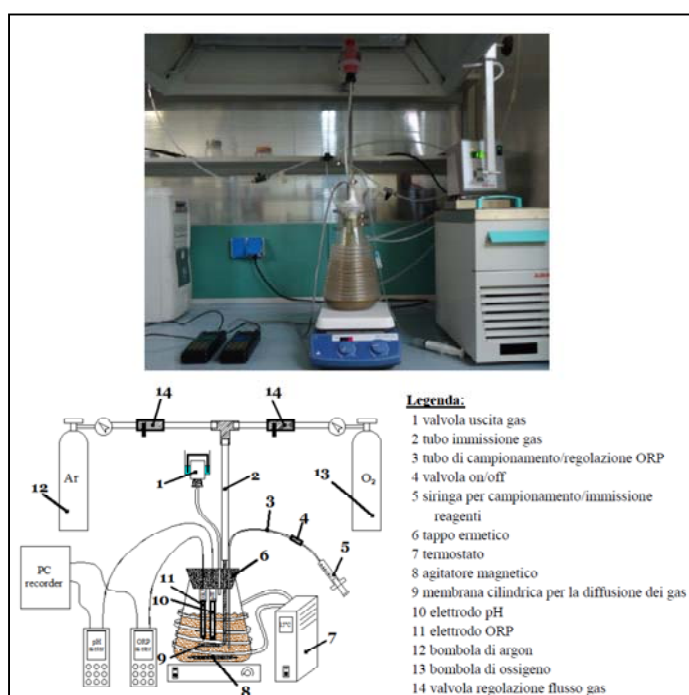 14
14
Ar
O₂
1
2
3
12
13
4
5
6
11
10
PC
recorder
pH
ORP
9
7
8
Legenda:
1 valvola uscita gas
2 tubo immissione gas
3 tubo di campionamento/regolazione ORP
4 valvola on/off
5 siringa per campionamento/immissione
reagenti
6 tappo ermetico
7 termostato
8 agitatore magnetico
9 membrana cilindrica per la diffusione dei gas
10 elettrodo pH
11 elettrodo ORP
12 bombola di argon
13 bombola di ossigeno
14 valvola regolazione flusso gas